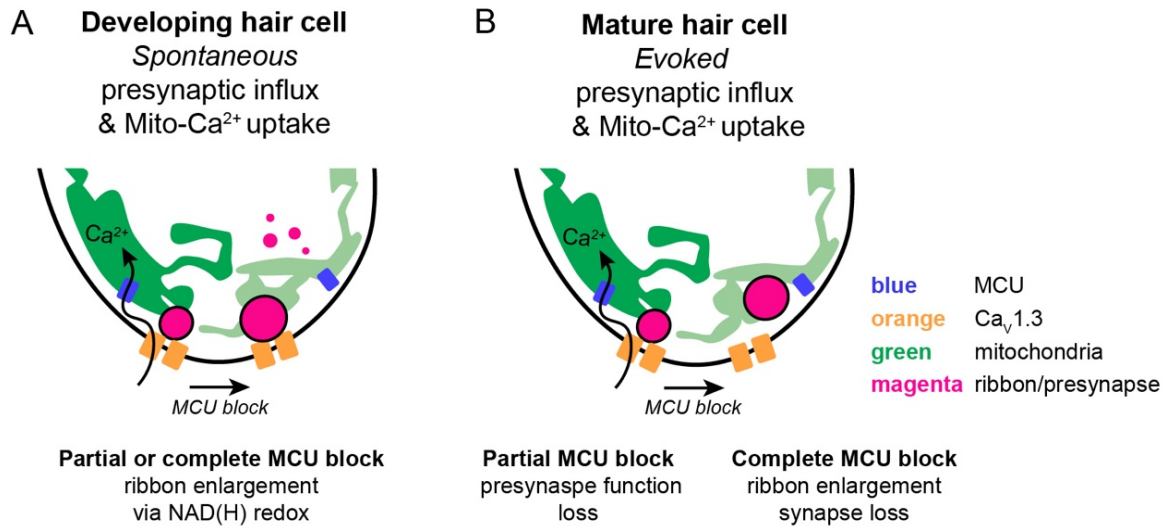 A
Developing hair cell
Spontaneous
presynaptic influx
& Mito-Ca²⁺ uptake
Ca²⁺
MCU block
Partial or complete MCU block
ribbon enlargement
via NAD(H) redox
B
Mature hair cell
Evoked
presynaptic influx
& Mito-Ca²⁺ uptake
Ca²⁺
MCU block
blue MCU
orange Caᵥ1.3
green mitochondria
magenta ribbon/presynapse
Partial MCU block
presynaspe function
loss
Complete MCU block
ribbon enlargement
synapse loss